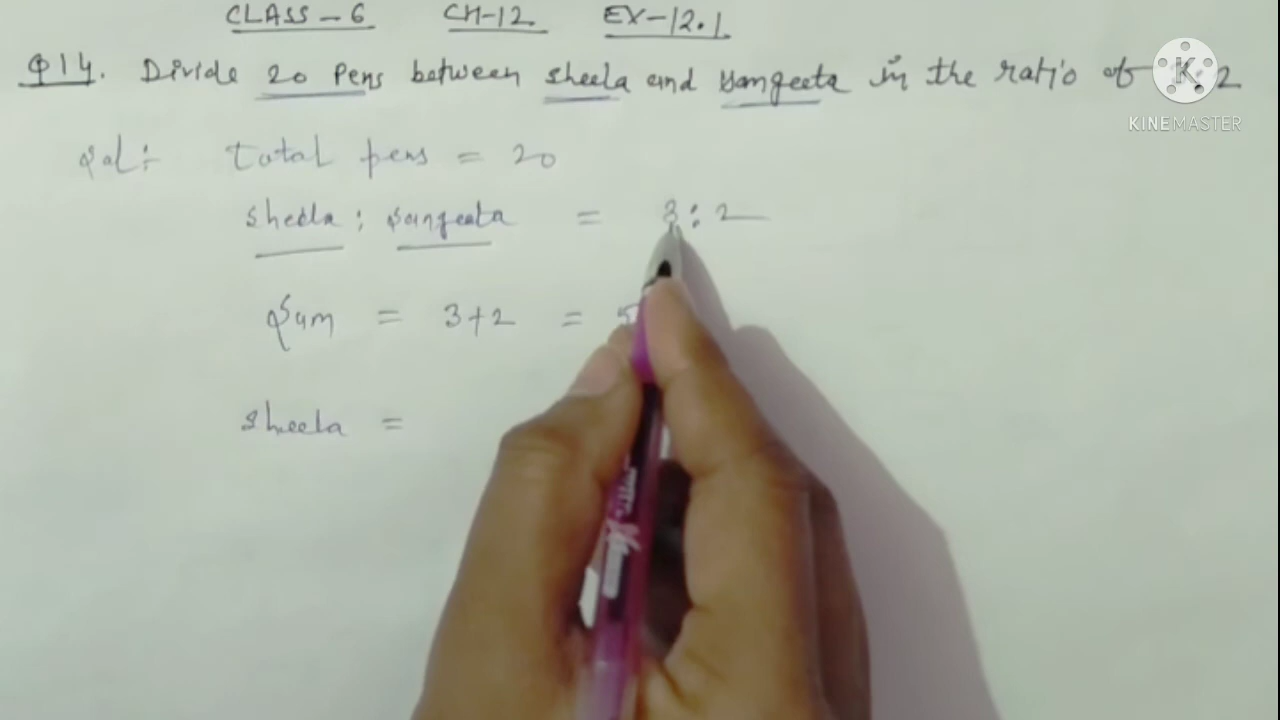 CLASS - 6 CH-12 EX-12.1
Q14. Divide 20 Pens between Sheela and Sangeeta in the ratio of 2
K
KINEMASTER
Sol:- Total pens = 20
Sheela : Sangeeta = 3:2
Sum = 3+2 = 5
Sheela =